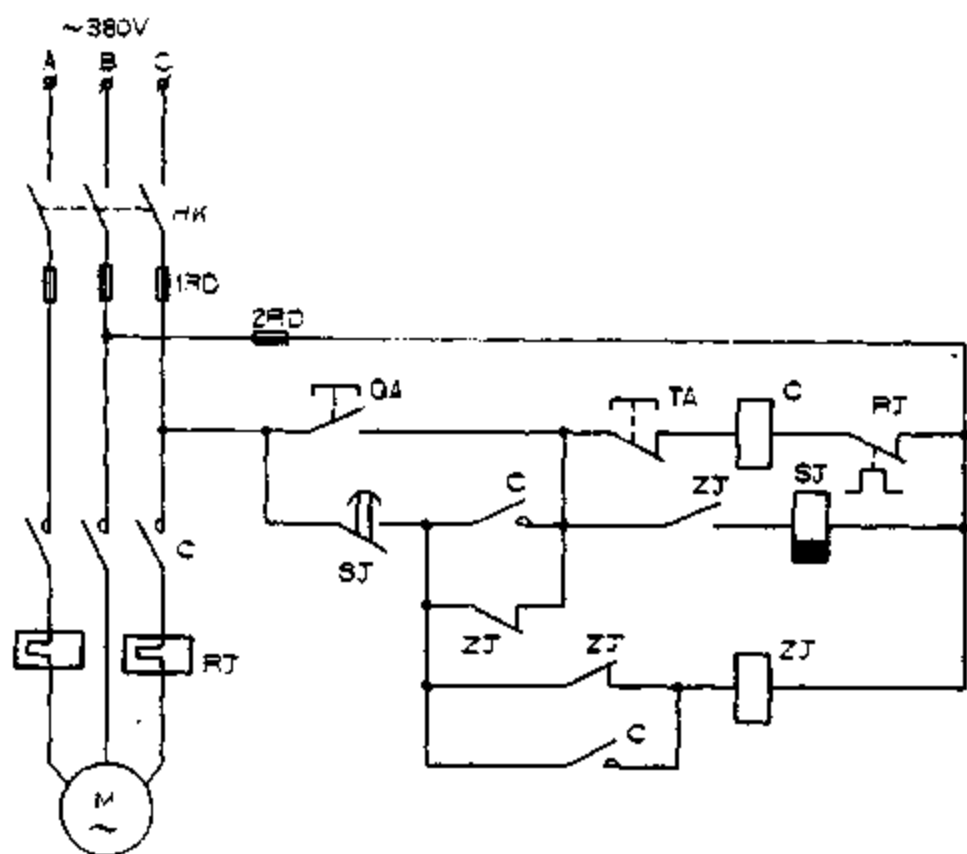 ~380V
A B C
HK
1RD
2RD
QA TA C RJ
C ZJ SJ
SJ
C
ZJ ZJ ZJ
RJ
C
M
~